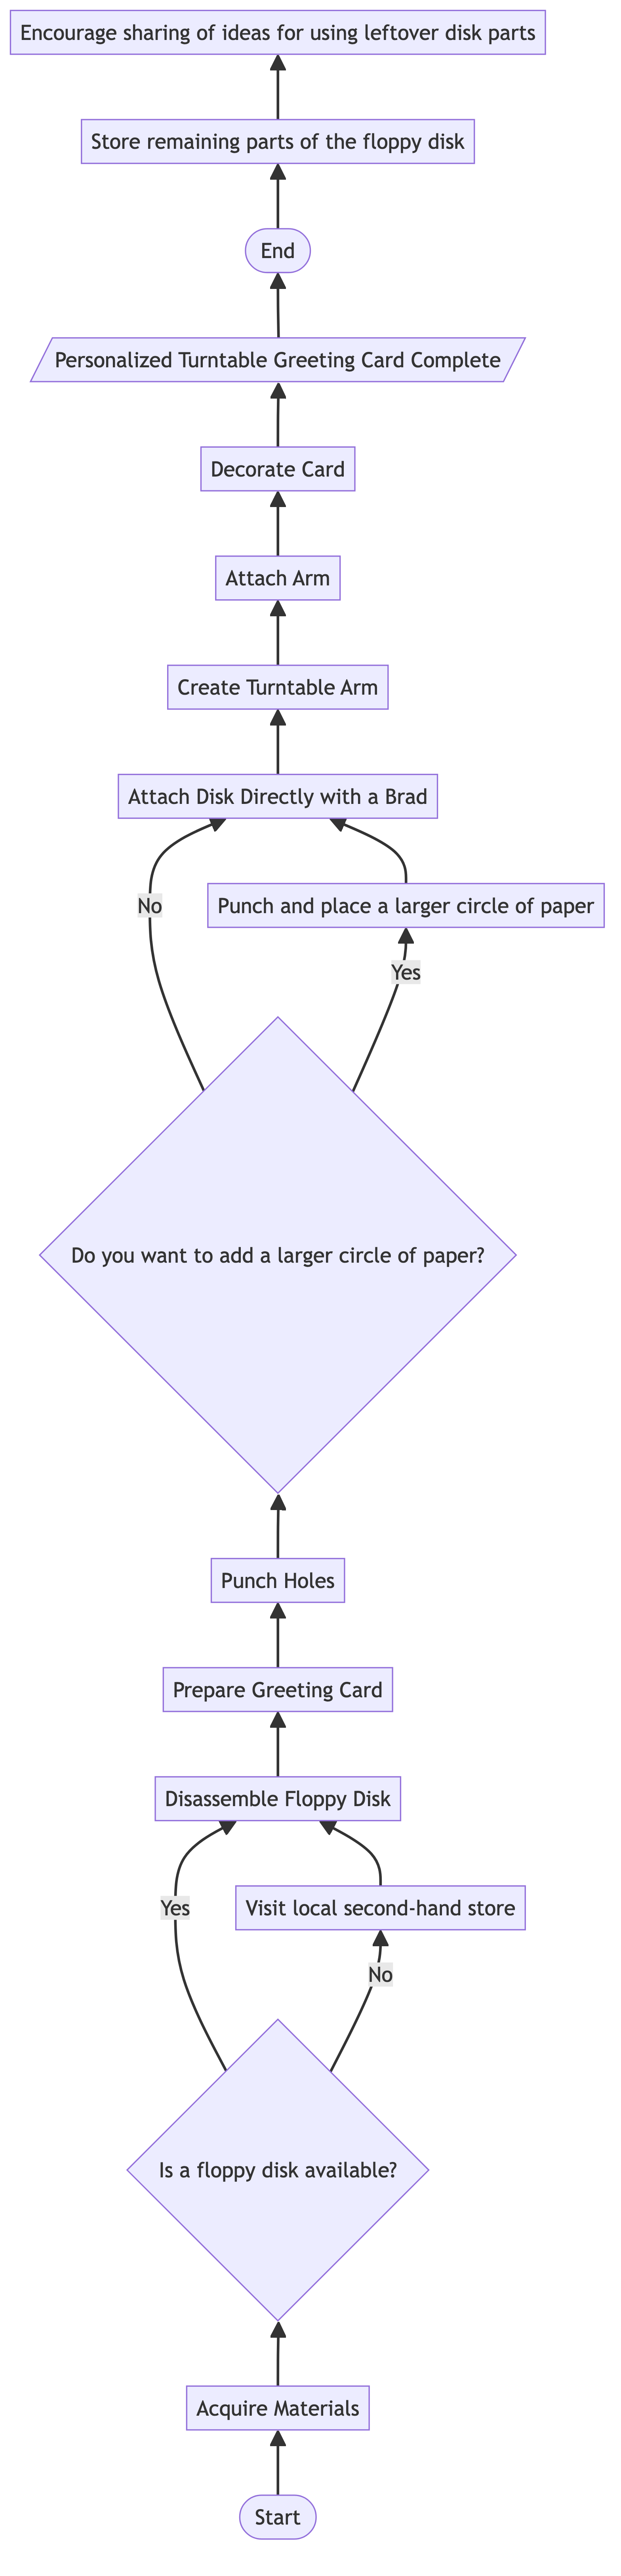 Encourage sharing of ideas for using leftover disk parts
Store remaining parts of the floppy disk
End
Personalized Turntable Greeting Card Complete
Decorate Card
Attach Arm
Create Turntable Arm
Attach Disk Directly with a Brad
No
Punch and place a larger circle of paper
Yes
Do you want to add a larger circle of paper?
Punch Holes
Prepare Greeting Card
Disassemble Floppy Disk
Yes
Visit local second-hand store
No
Is a floppy disk available?
Acquire Materials
Start